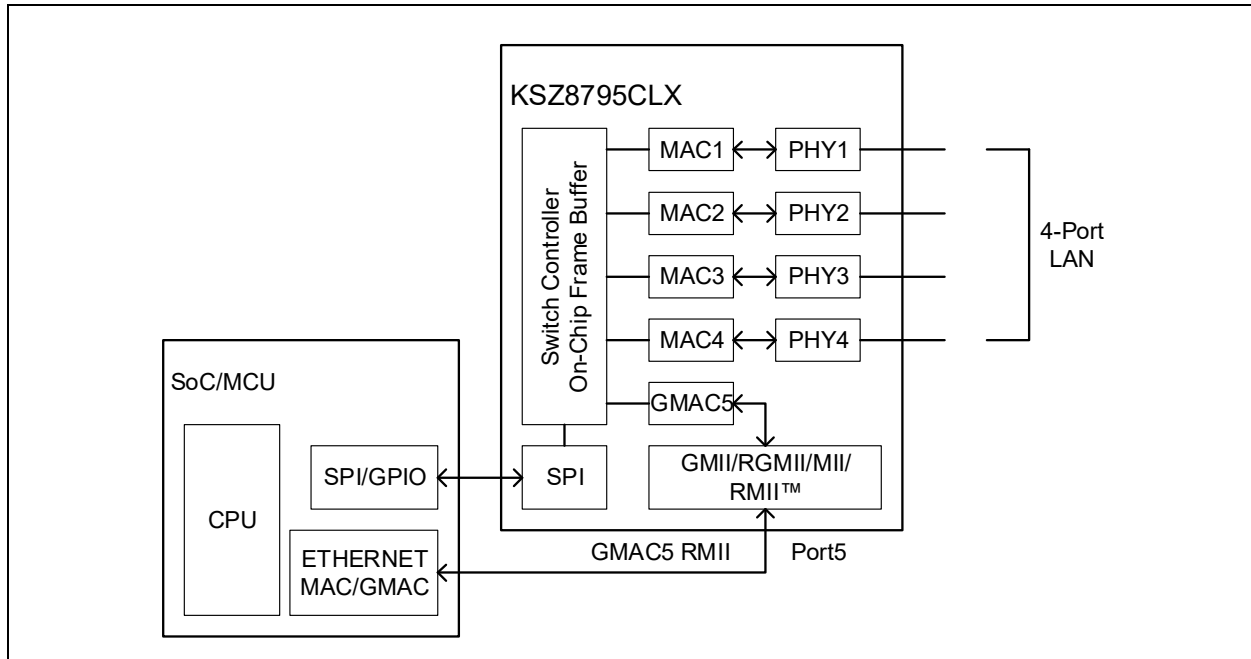 KSZ8795CLX
Switch Controller
On-Chip Frame Buffer
MAC1
PHY1
MAC2
PHY2
MAC3
PHY3
MAC4
PHY4
4-Port
LAN
GMAC5
SPI
GMII/RGMII/MII/
RMII™
SoC/MCU
CPU
SPI/GPIO
ETHERNET
MAC/GMAC
GMAC5 RMII
Port5